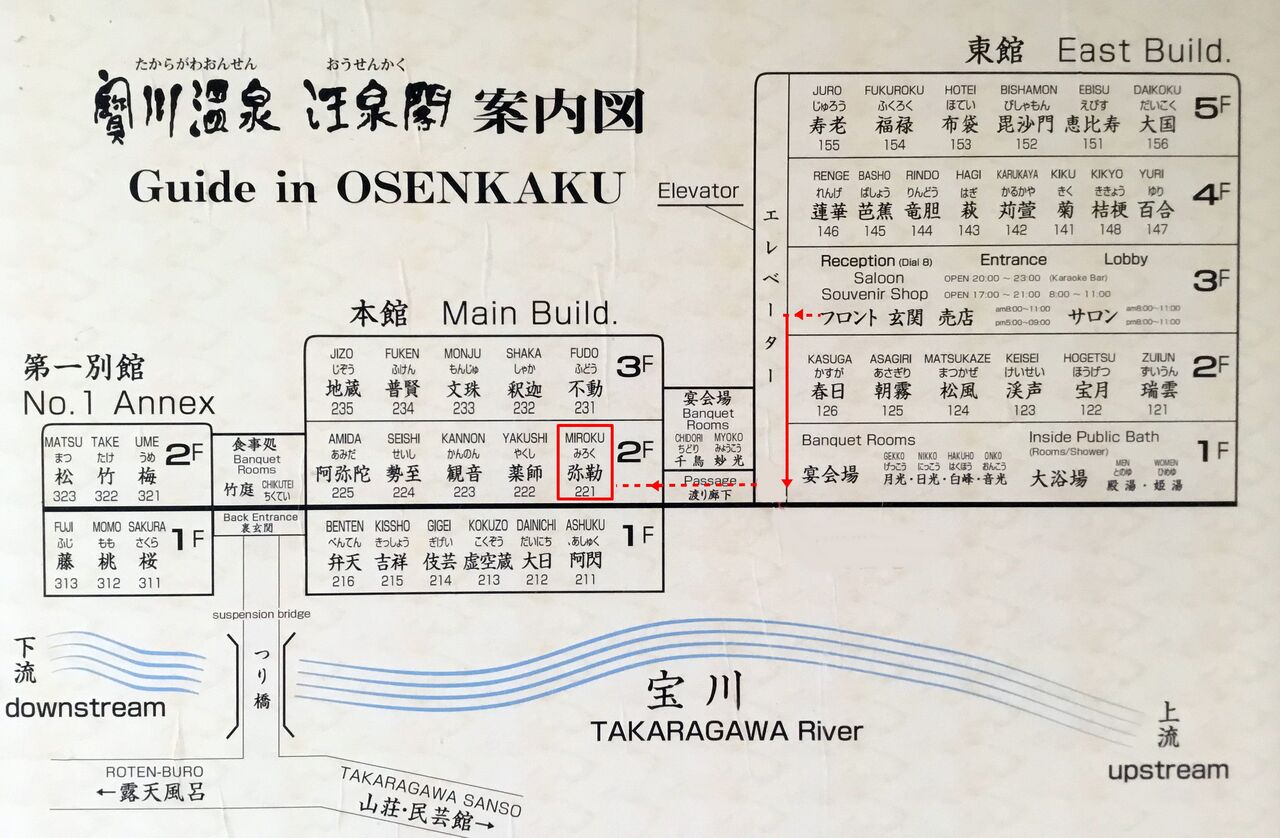 たからがわおんせん おうせんかく
寶川温泉 汪泉閣 案内図
Guide in OSENKAKU
東館 East Build.
Elevator
エレベーター
JURO FUKUROKU HOTEI BISHAMON EBISU DAIKOKU
じゅろう ふくろく ほてい びしゃもん えびす だいこく
寿老 福禄 布袋 毘沙門 恵比寿 大国
155 154 153 152 151 156
5F
RENGE BASHO RINDO HAGI KARUKAYA KIKU KIKYO YURI
れんげ ばしょう りんどう はぎ かるかや きく ききょう ゆり
蓮華 芭蕉 竜胆 萩 苅萱 菊 桔梗 百合
146 145 144 143 142 141 148 147
4F
Reception (Dial 8) Entrance Lobby
Saloon OPEN 20:00～23:00 (Karaoke Bar)
Souvenir Shop OPEN 17:00～21:00 8:00～11:00
フロント 玄関 売店 am8:00～11:00 pm5:00～09:00 サロン am8:00～11:00 pm8:00～11:00
3F
KASUGA ASAGIRI MATSUKAZE KEISEI HOGETSU ZUIUN
かすが あさぎり まつかぜ けいせい ほうげつ ずいうん
春日 朝霧 松風 渓声 宝月 瑞雲
126 125 124 123 122 121
2F
Banquet Rooms
宴会場
GEKKO NIKKO HAKUHO ONKO
げっこう にっこう はくほう おんこう
月光・日光・白峰・音光
Inside Public Bath
(Rooms/Shower)
大浴場
MEN WOMEN
とのゆ ひめゆ
殿湯・姫湯
1F
本館 Main Build.
JIZO FUKEN MONJU SHAKA FUDO
じぞう ふけん もんじゅ しゃか ふどう
地蔵 普賢 文珠 釈迦 不動
235 234 233 232 231
3F
AMIDA SEISHI KANNON YAKUSHI MIROKU
あみだ せいし かんのん やくし みろく
阿弥陀 勢至 観音 薬師 弥勒
225 224 223 222 221
2F
BENTEN KISSHO GIGEI KOKUZO DAINICHI ASHUKU
べんてん きっしょう ぎげい こくぞう だいにち あしゅく
弁天 吉祥 伎芸 虚空蔵 大日 阿閦
216 215 214 213 212 211
1F
宴会場
Banquet
Rooms
CHIDORI MYOKO
ちどり みょうこう
千鳥 妙光
Passage
渡り廊下
第一別館
No.1 Annex
MATSU TAKE UME
まつ たけ うめ
松 竹 梅
323 322 321
2F
FUJI MOMO SAKURA
ふじ もも さくら
藤 桃 桜
313 312 311
1F
食事処
Banquet
Rooms
竹庭 CHIKUTEI ちくてい
Back Entrance
裏玄関
suspension bridge
つり橋
下流
downstream
宝川
TAKARAGAWA River
上流
upstream
ROTEN-BURO
←露天風呂
TAKARAGAWA SANSO
山荘・民芸館→